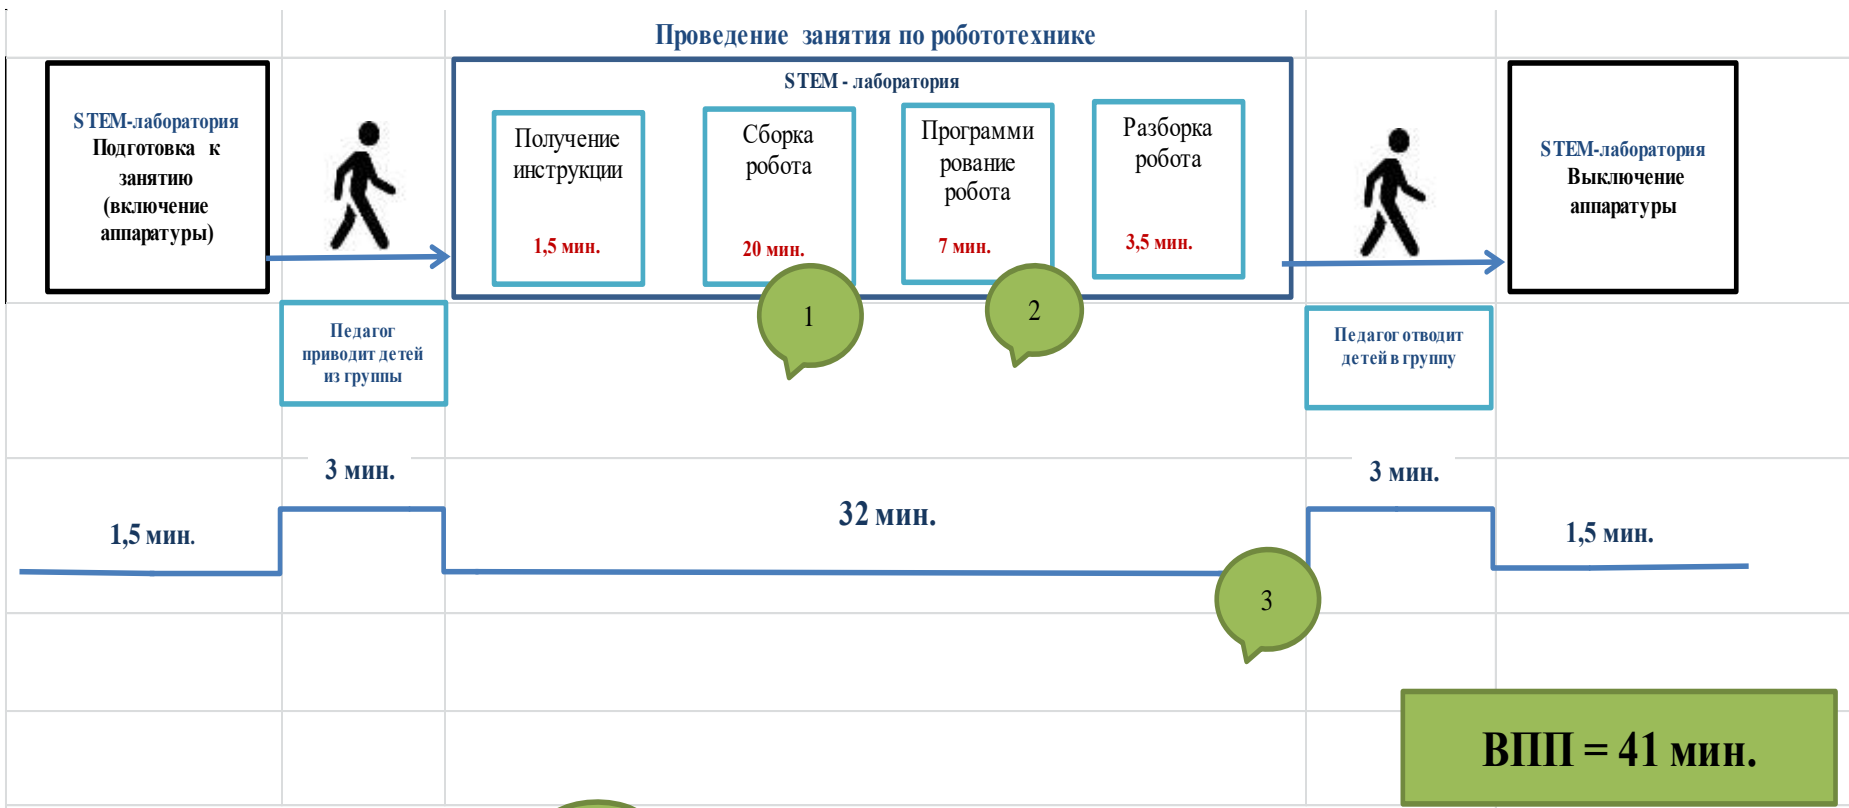 Проведение занятия по робототехнике
STEM-лаборатория
Подготовка к
занятию
(включение
аппаратуры)
STEM - лаборатория
Получение
инструкции
1,5 мин.
Сборка
робота
20 мин.
Программи
рование
робота
7 мин.
Разборка
робота
3,5 мин.
STEM-лаборатория
Выключение
аппаратуры
1
2
Педагог
приводит детей
из группы
Педагог отводит
детей в группу
3 мин.
3 мин.
1,5 мин.
32 мин.
1,5 мин.
3
ВПП = 41 мин.